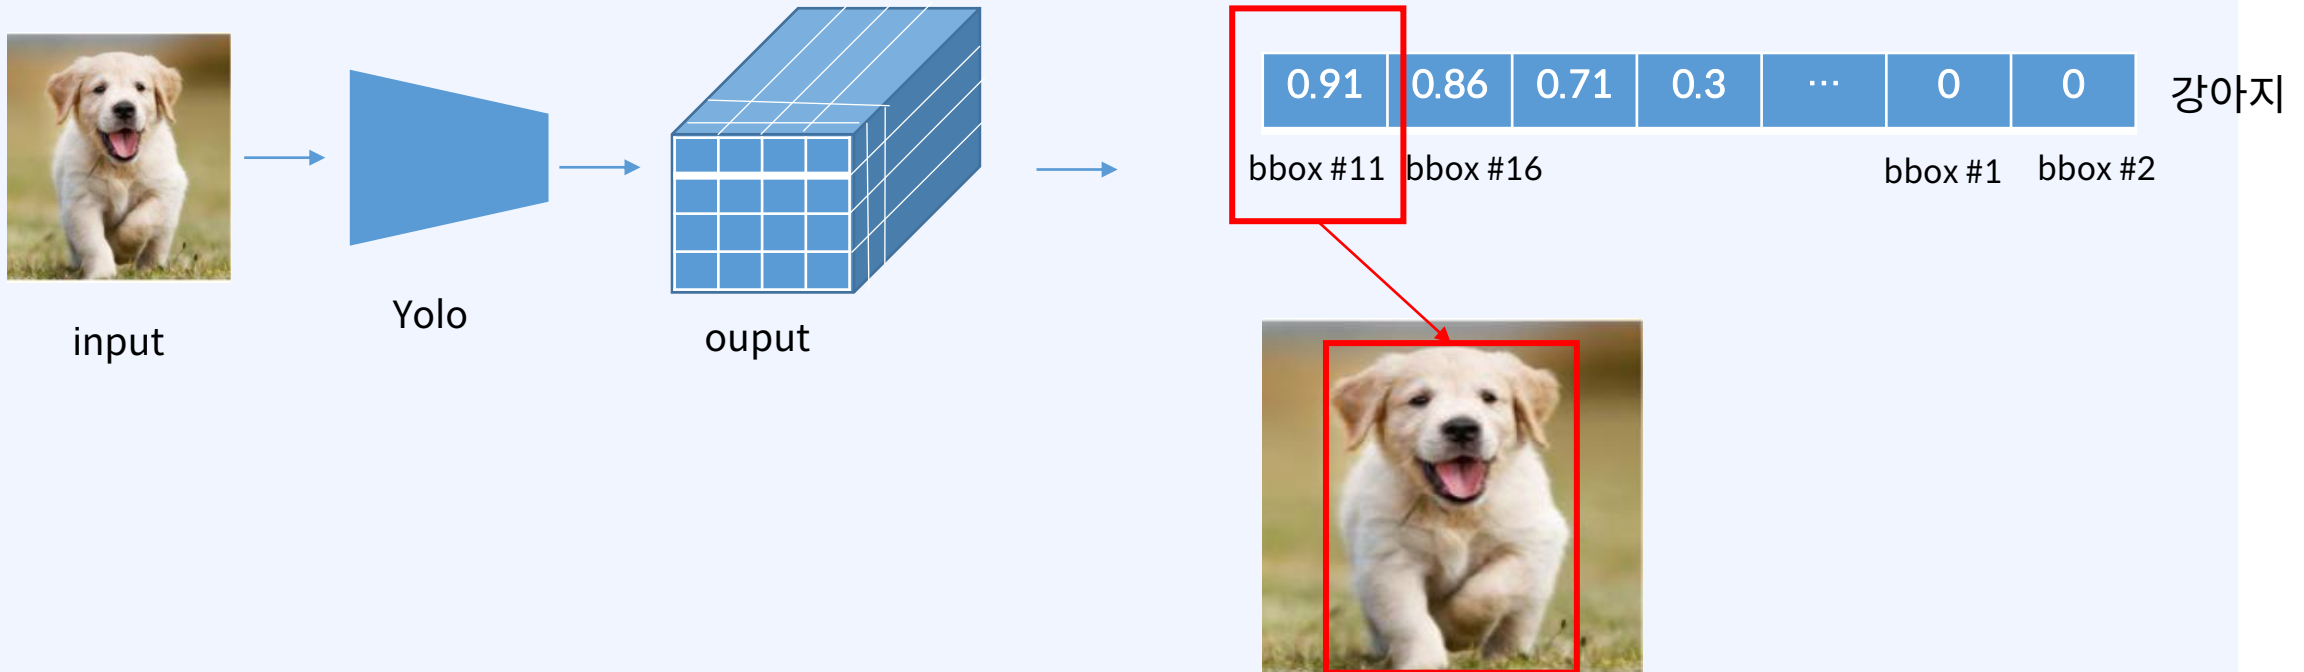 0.91 0.86 0.71 0.3 ... 0 0 강아지
bbox #11 bbox #16 bbox #1 bbox #2
Yolo
input
ouput